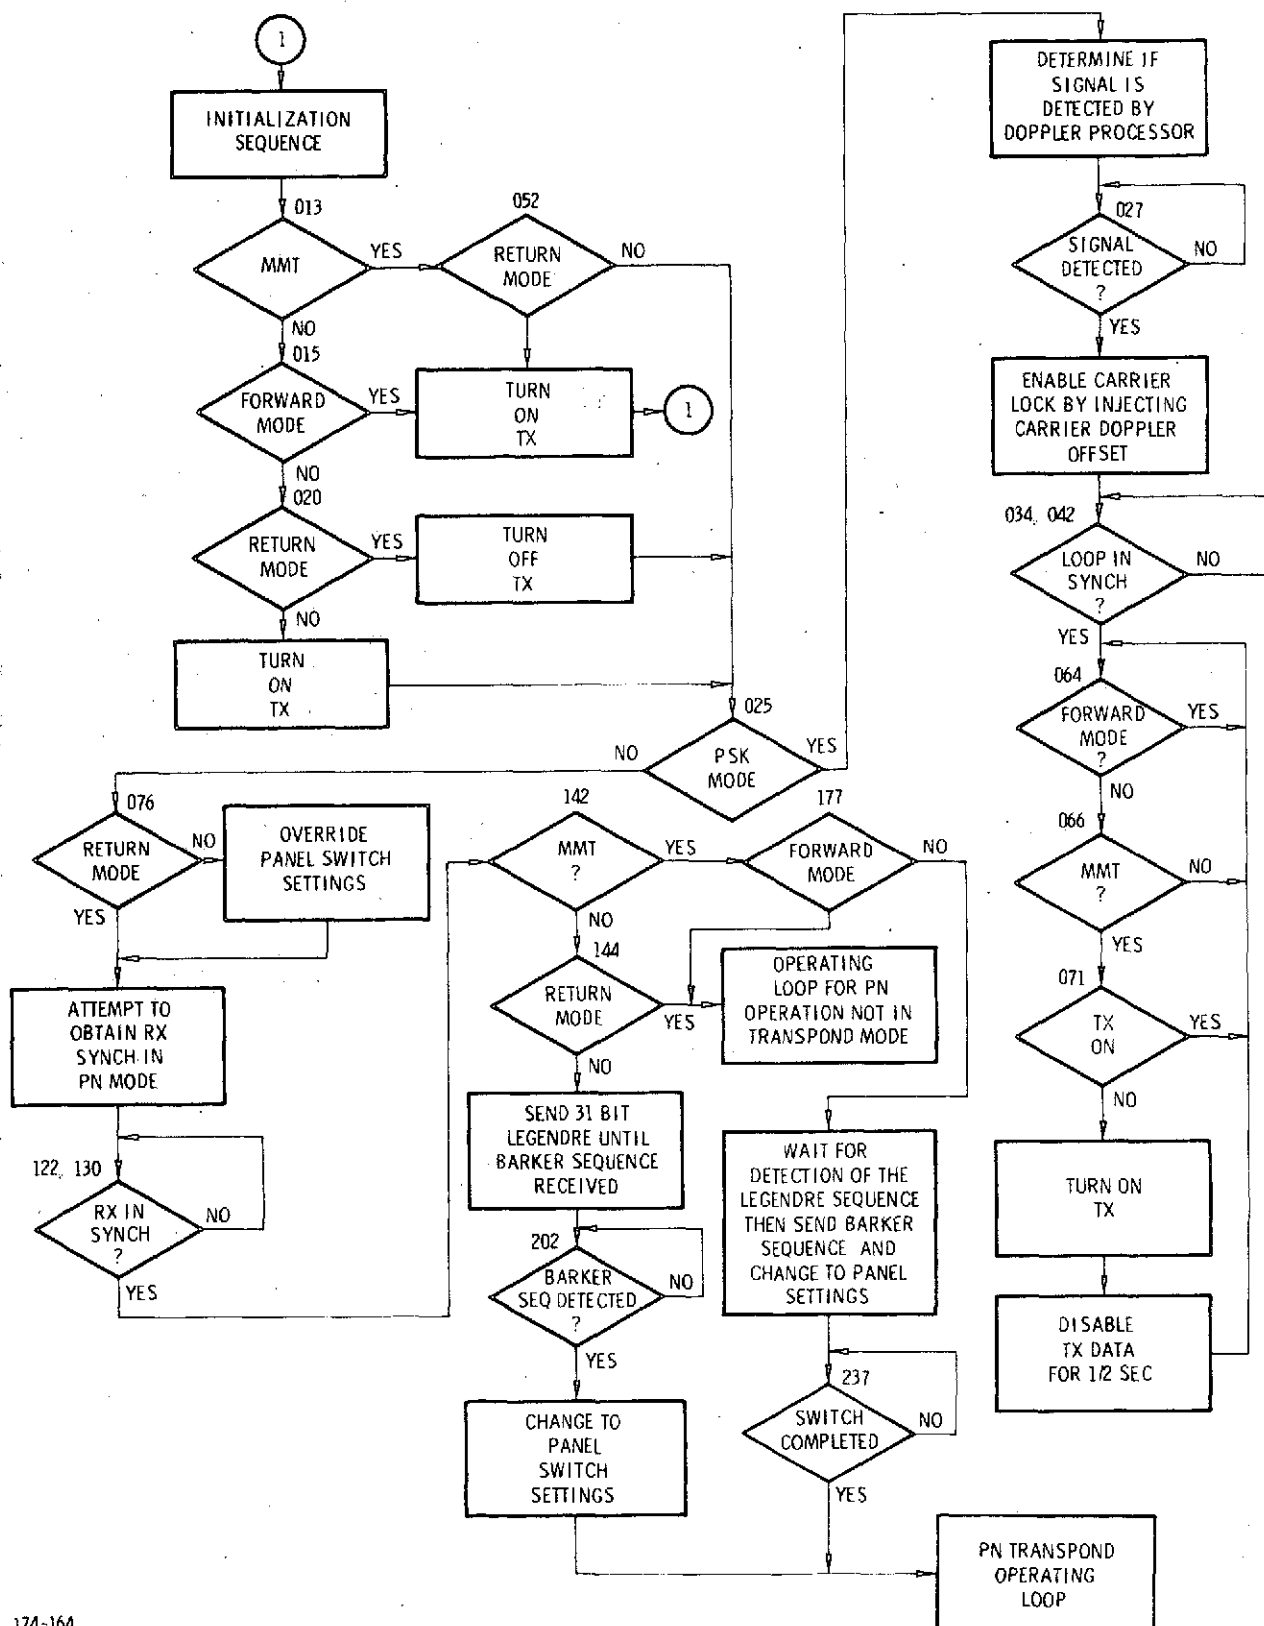 1
INITIALIZATION
SEQUENCE
013
MMT
YES
NO
052
RETURN
MODE
NO
015
FORWARD
MODE
YES
NO
TURN
ON
TX
1
020
RETURN
MODE
YES
NO
TURN
OFF
TX
TURN
ON
TX
025
PSK
MODE
NO
YES
DETERMINE IF
SIGNAL IS
DETECTED BY
DOPPLER PROCESSOR
027
SIGNAL
DETECTED
?
NO
YES
ENABLE CARRIER
LOCK BY INJECTING
CARRIER DOPPLER
OFFSET
034, 042
LOOP IN
SYNCH
?
NO
YES
064
FORWARD
MODE
?
YES
NO
066
MMT
?
NO
YES
071
TX
ON
YES
NO
TURN ON
TX
DISABLE
TX DATA
FOR 1/2 SEC
076
RETURN
MODE
NO
YES
OVERRIDE
PANEL SWITCH
SETTINGS
ATTEMPT TO
OBTAIN RX
SYNCH IN
PN MODE
122, 130
RX IN
SYNCH
?
NO
YES
142
MMT
?
YES
NO
177
FORWARD
MODE
NO
144
RETURN
MODE
YES
NO
OPERATING
LOOP FOR PN
OPERATION NOT IN
TRANSPOND MODE
SEND 31 BIT
LEGENDRE UNTIL
BARKER SEQUENCE
RECEIVED
202
BARKER
SEQ DETECTED
?
NO
YES
CHANGE TO
PANEL
SWITCH
SETTINGS
WAIT FOR
DETECTION OF THE
LEGENDRE SEQUENCE
THEN SEND BARKER
SEQUENCE AND
CHANGE TO PANEL
SETTINGS
237
SWITCH
COMPLETED
NO
YES
PN TRANSPOND
OPERATING
LOOP
174-164